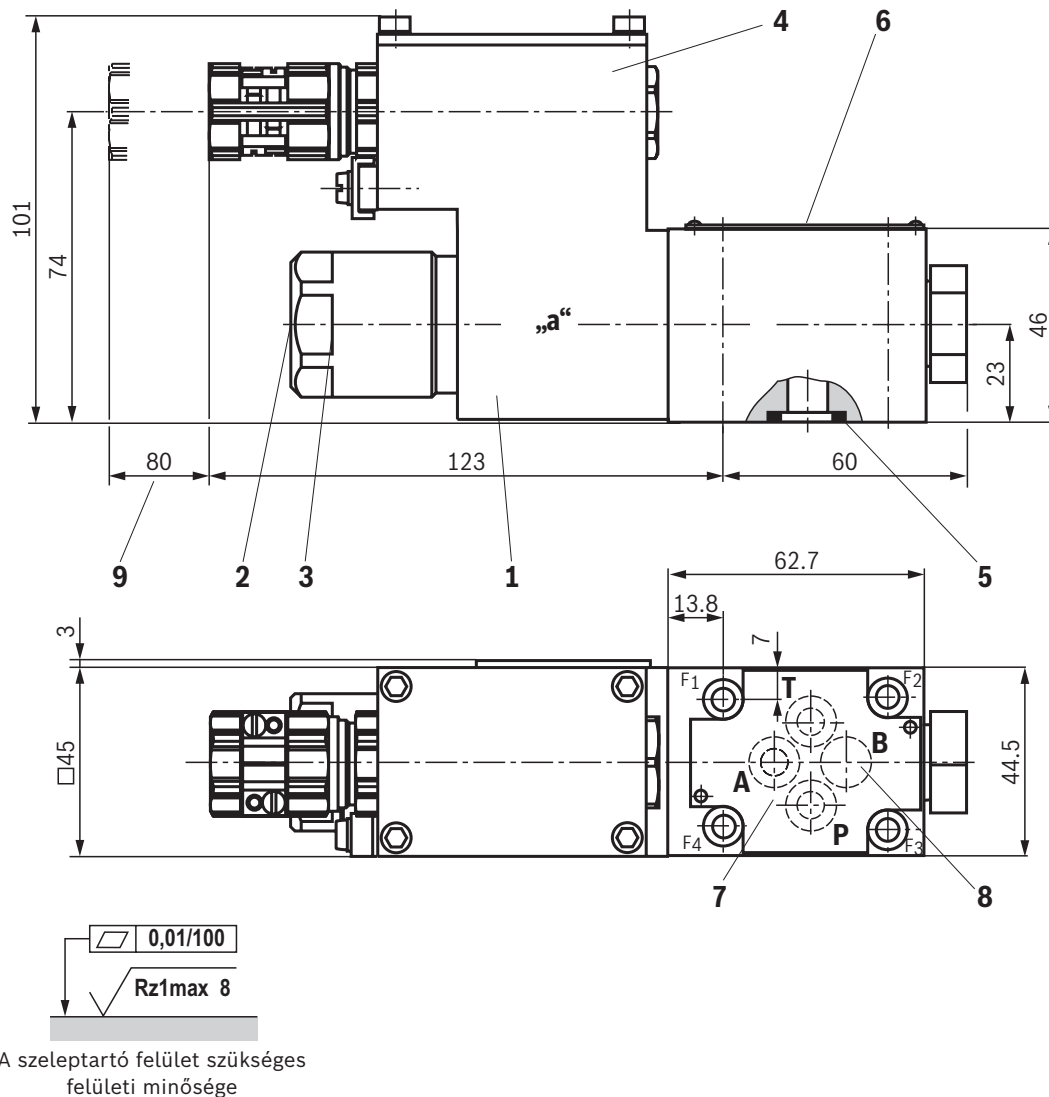 4
6
101
74
„a“
46
23
80
123
60
9
2
3
1
5
62.7
13.8
7
3
□45
F1
T
F2
B
A
P
F4
F3
44.5
7
8
0,01/100
Rz1max 8
A szeleptartó felület szükséges
felületi minősége